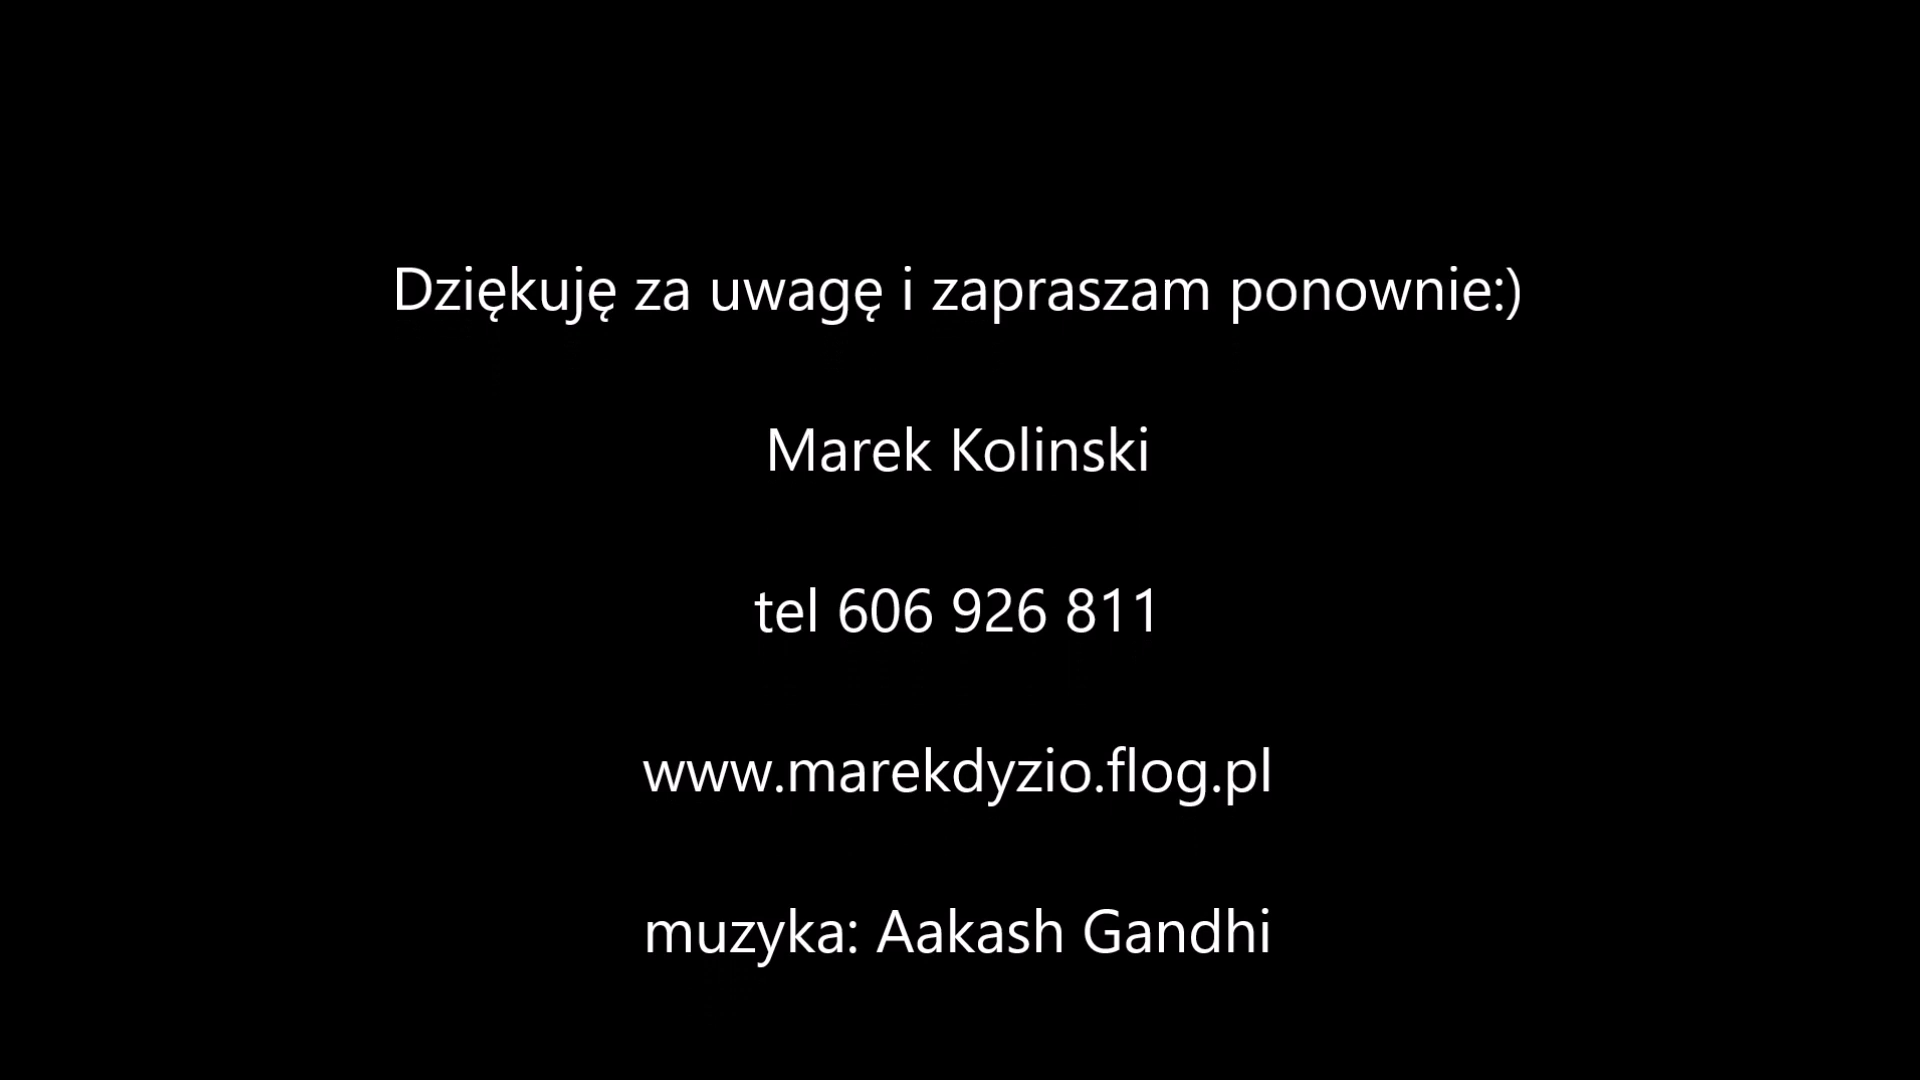 Dziękuję za uwagę i zapraszam ponownie:)
Marek Kolinski
tel 606 926 811
www.marekdyzio.flog.pl
muzyka: Aakash Gandhi